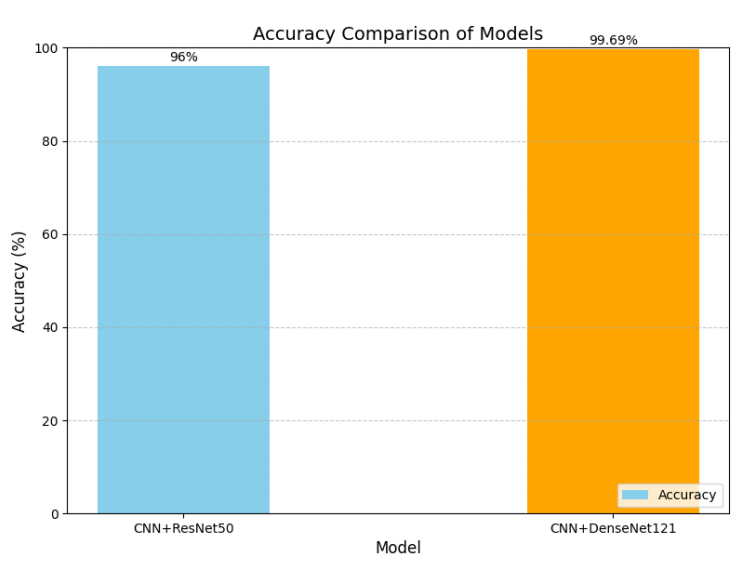 Accuracy Comparison of Models
96%
99.69%
100
80
60
40
20
0
Accuracy (%)
Accuracy
CNN+ResNet50
CNN+DenseNet121
Model